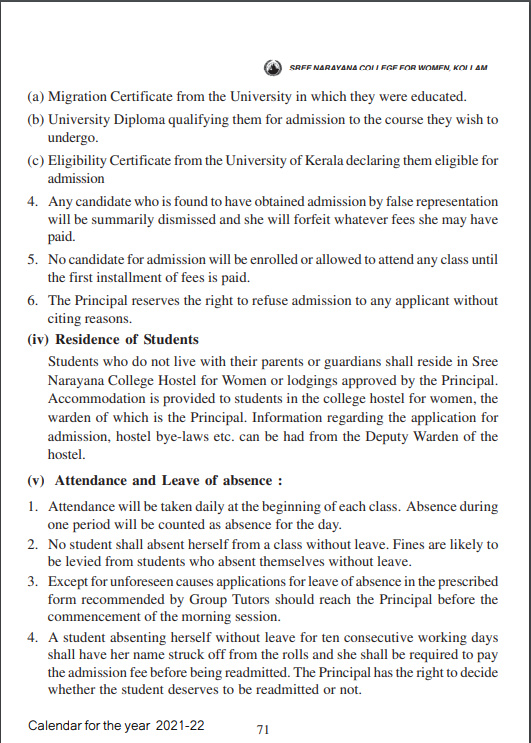 SREE NARAYANA COLLEGE FOR WOMEN, KOLLAM
(a) Migration Certificate from the University in which they were educated.
(b) University Diploma qualifying them for admission to the course they wish to
undergo.
(c) Eligibility Certificate from the University of Kerala declaring them eligible for
admission
4. Any candidate who is found to have obtained admission by false representation
will be summarily dismissed and she will forfeit whatever fees she may have
paid.
5. No candidate for admission will be enrolled or allowed to attend any class until
the first installment of fees is paid.
6. The Principal reserves the right to refuse admission to any applicant without
citing reasons.
(iv) Residence of Students
Students who do not live with their parents or guardians shall reside in Sree
Narayana College Hostel for Women or lodgings approved by the Principal.
Accommodation is provided to students in the college hostel for women, the
warden of which is the Principal. Information regarding the application for
admission, hostel bye-laws etc. can be had from the Deputy Warden of the
hostel.
(v) Attendance and Leave of absence :
1. Attendance will be taken daily at the beginning of each class. Absence during
one period will be counted as absence for the day.
2. No student shall absent herself from a class without leave. Fines are likely to
be levied from students who absent themselves without leave.
3. Except for unforeseen causes applications for leave of absence in the prescribed
form recommended by Group Tutors should reach the Principal before the
commencement of the morning session.
4. A student absenting herself without leave for ten consecutive working days
shall have her name struck off from the rolls and she shall be required to pay
the admission fee before being readmitted. The Principal has the right to decide
whether the student deserves to be readmitted or not.
Calendar for the year 2021-22
71